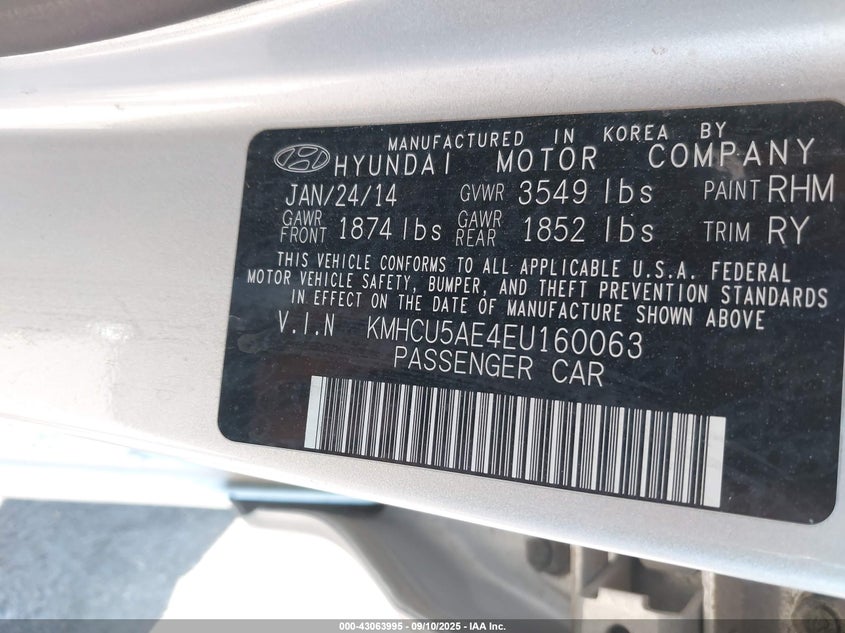 MANUFACTURED IN KOREA BY
HYUNDAI MOTOR COMPANY
JAN/24/14 GVWR 3549 lbs PAINT RHM
GAWR FRONT 1874 lbs GAWR REAR 1852 lbs TRIM RY
THIS VEHICLE CONFORMS TO ALL APPLICABLE U.S.A. FEDERAL
MOTOR VEHICLE SAFETY, BUMPER, AND THEFT PREVENTION STANDARDS
IN EFFECT ON THE DATE OF MANUFACTURE SHOWN ABOVE
V.I.N KMHCU5AE4EU160063
PASSENGER CAR
000-43063995 - 09/10/2025 - IAA Inc.